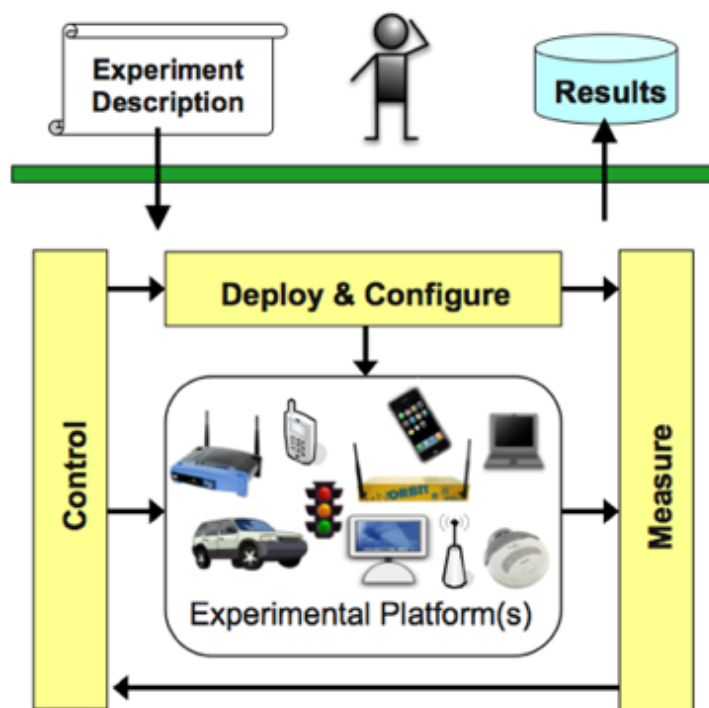 Experiment
Description
Results
Deploy & Configure
Control
Measure
ORBIT
Experimental Platform(s)